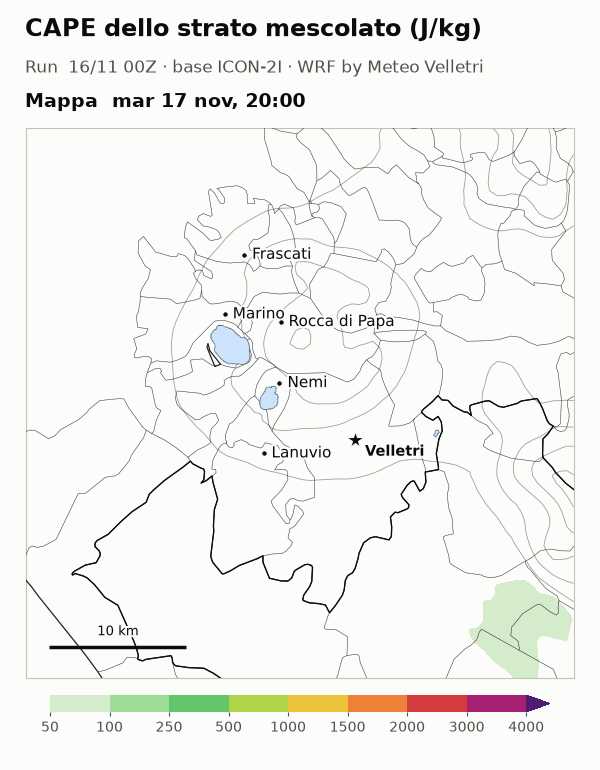 CAPE dello strato mescolato (J/kg)
Run  16/11 00Z · base ICON-2I · WRF by Meteo Velletri
Mappa  mar 17 nov, 20:00
Frascati
Marino
Rocca di Papa
Nemi
Velletri
Lanuvio
10 km
50 100 250 500 1000 1500 2000 3000 4000